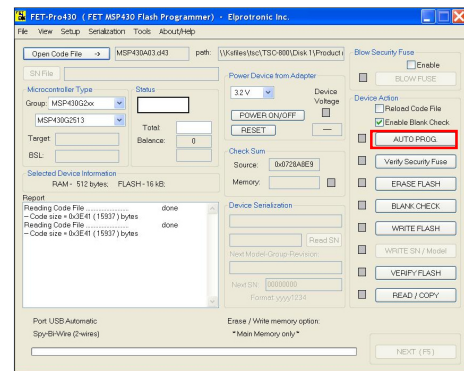 FET-Pro430 ( FET MSP430 Flash Programmer) - Elprotronic Inc.
File View Setup Serialization Tools About/Help
Open Code File -> MSP430A03.d43 path: \\Ksfiles\tsc\TSC-800\Disk 1\Product
SN File
Microcontroller Type
Group: MSP430G2xx
MSP430G2513
Target
BSL:
Status
Total:
Balance: 0
Selected Device Information
RAM - 512 bytes; FLASH - 16 kB;
Report
Reading Code File .................. done
-- Code size = 0x3E41 ( 15937 ) bytes
Reading Code File .................. done
-- Code size = 0x3E41 ( 15937 ) bytes
Power Device from Adapter
3.2 V
Device Voltage
POWER ON/OFF
RESET
---
Check Sum
Source: 0x0728A8E9
Memory:
Device Serialization
Read SN
Next Model-Group-Revision:
Next SN: 00000000
Format: yyyy1234
Blow Security Fuse
Enable
BLOW FUSE
Device Action
Reload Code File
Enable Blank Check
AUTO PROG.
Verify Security Fuse
ERASE FLASH
BLANK CHECK
WRITE FLASH
WRITE SN / Model
VERIFY FLASH
READ / COPY
Port: USB Automatic
Spy-Bi-Wire (2-wires)
Erase / Write memory option:
" Main Memory only "
NEXT ( F5 )